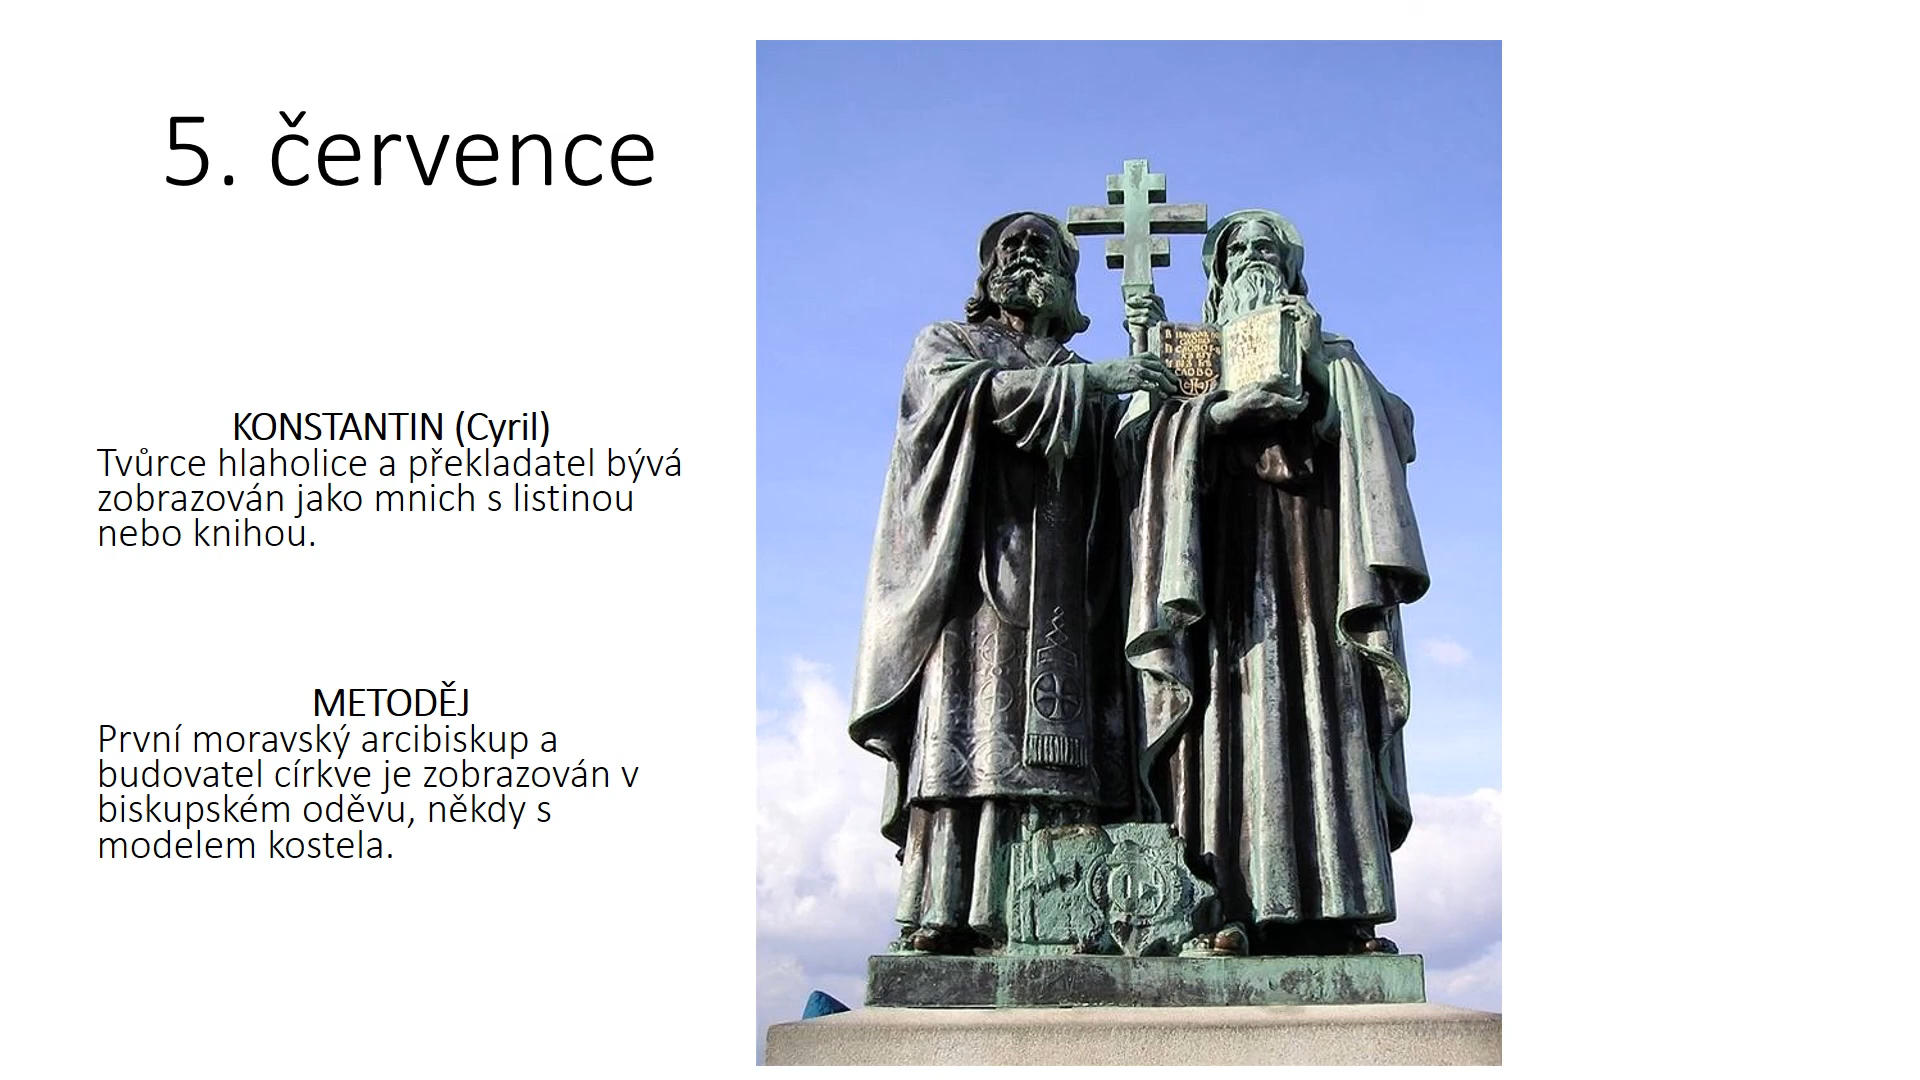 5. července
KONSTANTIN (Cyril)
Tvůrce hlaholice a překladatel bývá
zobrazován jako mnich s listinou
nebo knihou.
METODĚJ
První moravský arcibiskup a
budovatel církve je zobrazován v
biskupském oděvu, někdy s
modelem kostela.